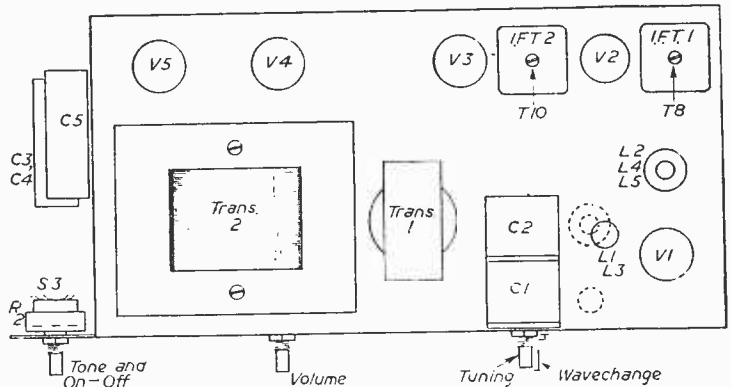 V5
V4
V3
I.F.T 2
V2
I.F.T. 1
T10
T8
C5
C3,
C4
L2
L4
L5
Trans.
2
Trans.
1
C2
C1
L1
L3
V1
S3
R
2
Tone and
On-Off
Volume
Tuning
Wavechange